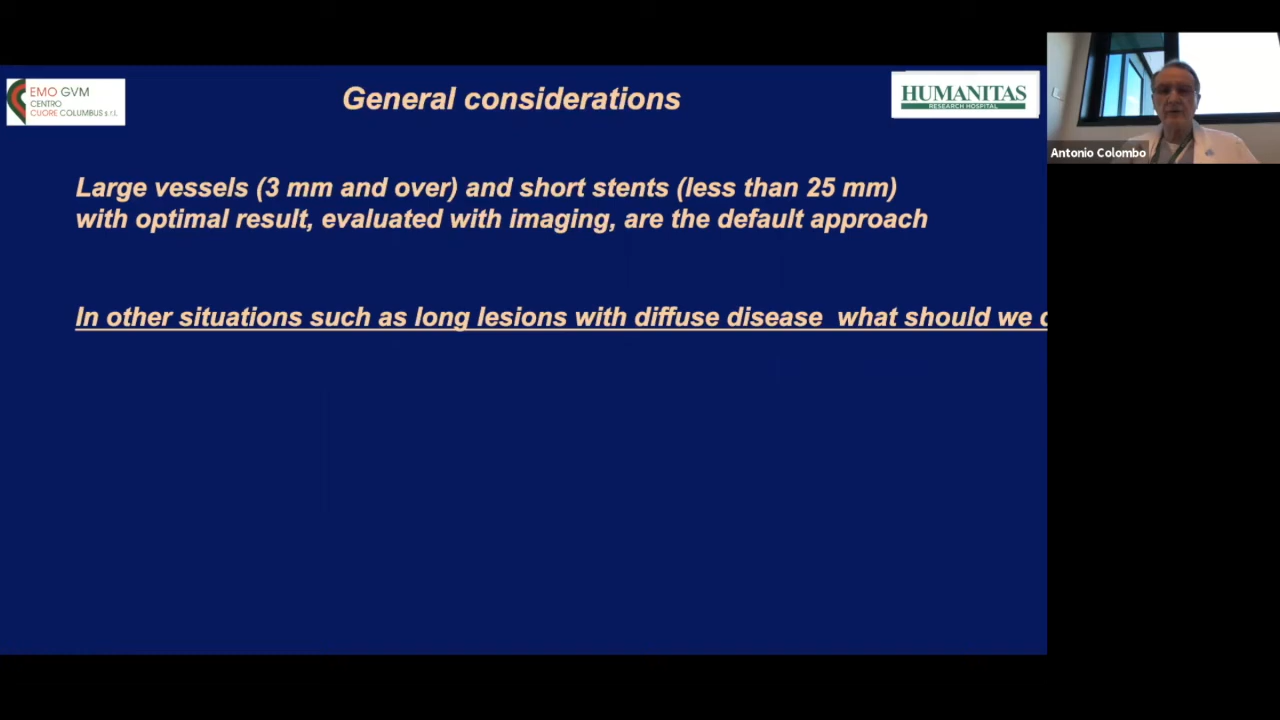 EMO GVM
CENTRO
CUORE COLUMBUS s.r.l.
General considerations
HUMANITAS
RESEARCH HOSPITAL
Antonio Colombo
Large vessels (3 mm and over) and short stents (less than 25 mm)
with optimal result, evaluated with imaging, are the default approach
In other situations such as long lesions with diffuse disease what should we